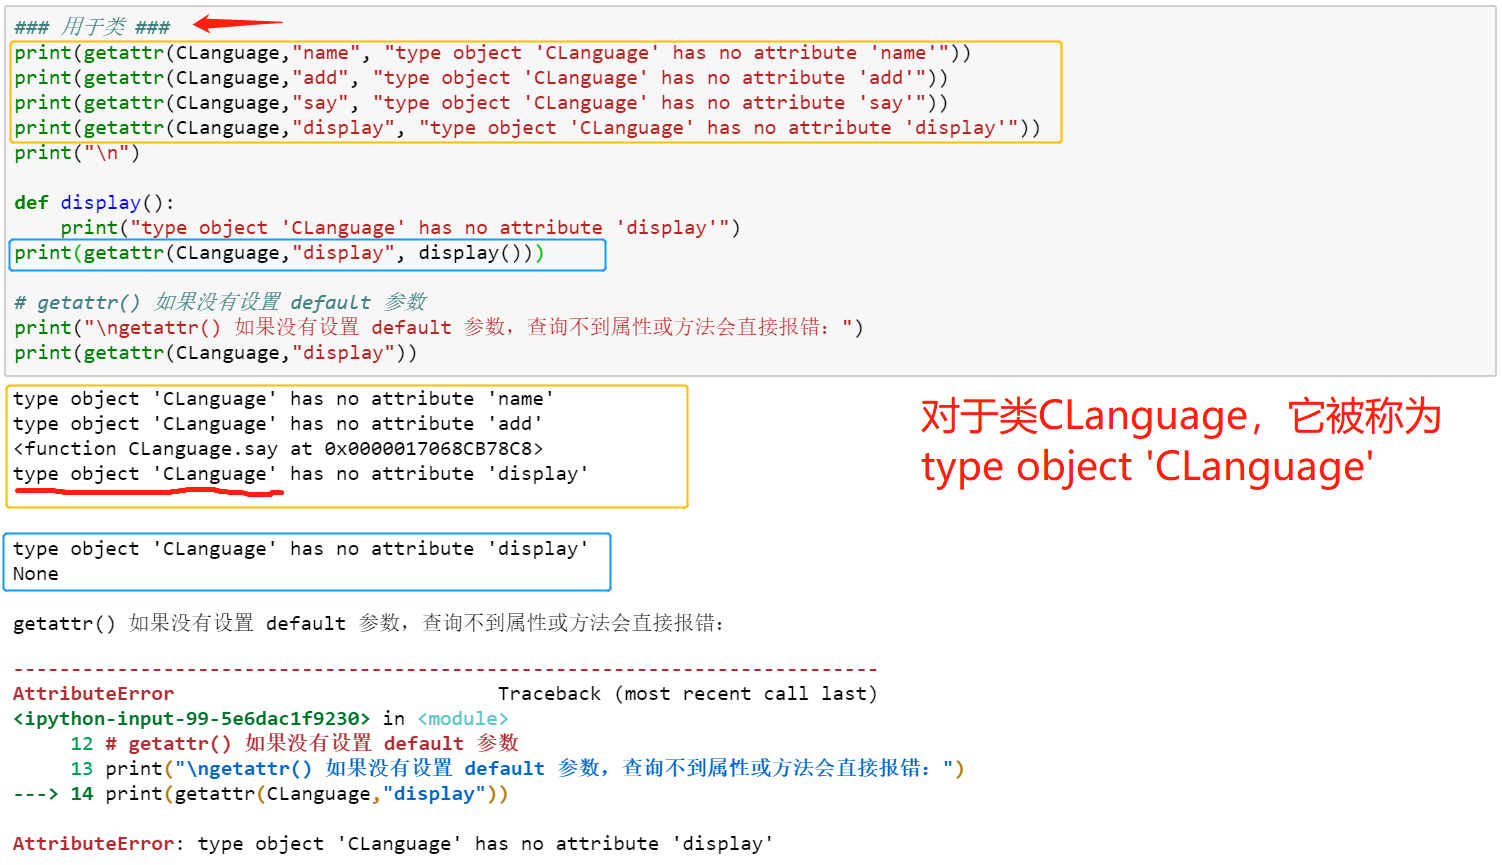 ### 用于类 ###
print(getattr(CLanguage,"name", "type object 'CLanguage' has no attribute 'name'"))
print(getattr(CLanguage,"add", "type object 'CLanguage' has no attribute 'add'"))
print(getattr(CLanguage,"say", "type object 'CLanguage' has no attribute 'say'"))
print(getattr(CLanguage,"display", "type object 'CLanguage' has no attribute 'display'"))
print("\n")
def display():
    print("type object 'CLanguage' has no attribute 'display'")
print(getattr(CLanguage,"display", display()))
# getattr() 如果没有设置 default 参数
print("\ngetattr() 如果没有设置 default 参数，查询不到属性或方法会直接报错：")
print(getattr(CLanguage,"display"))
type object 'CLanguage' has no attribute 'name'
type object 'CLanguage' has no attribute 'add'
<function CLanguage.say at 0x0000017068CB78C8>
type object 'CLanguage' has no attribute 'display'
对于类CLanguage，它被称为
type object 'CLanguage'
type object 'CLanguage' has no attribute 'display'
None
getattr() 如果没有设置 default 参数，查询不到属性或方法会直接报错：
---------------------------------------------------------------------------
AttributeError                            Traceback (most recent call last)
<ipython-input-99-5e6dac1f9230> in <module>
     12 # getattr() 如果没有设置 default 参数
     13 print("\ngetattr() 如果没有设置 default 参数，查询不到属性或方法会直接报错：")
---> 14 print(getattr(CLanguage,"display"))
AttributeError: type object 'CLanguage' has no attribute 'display'